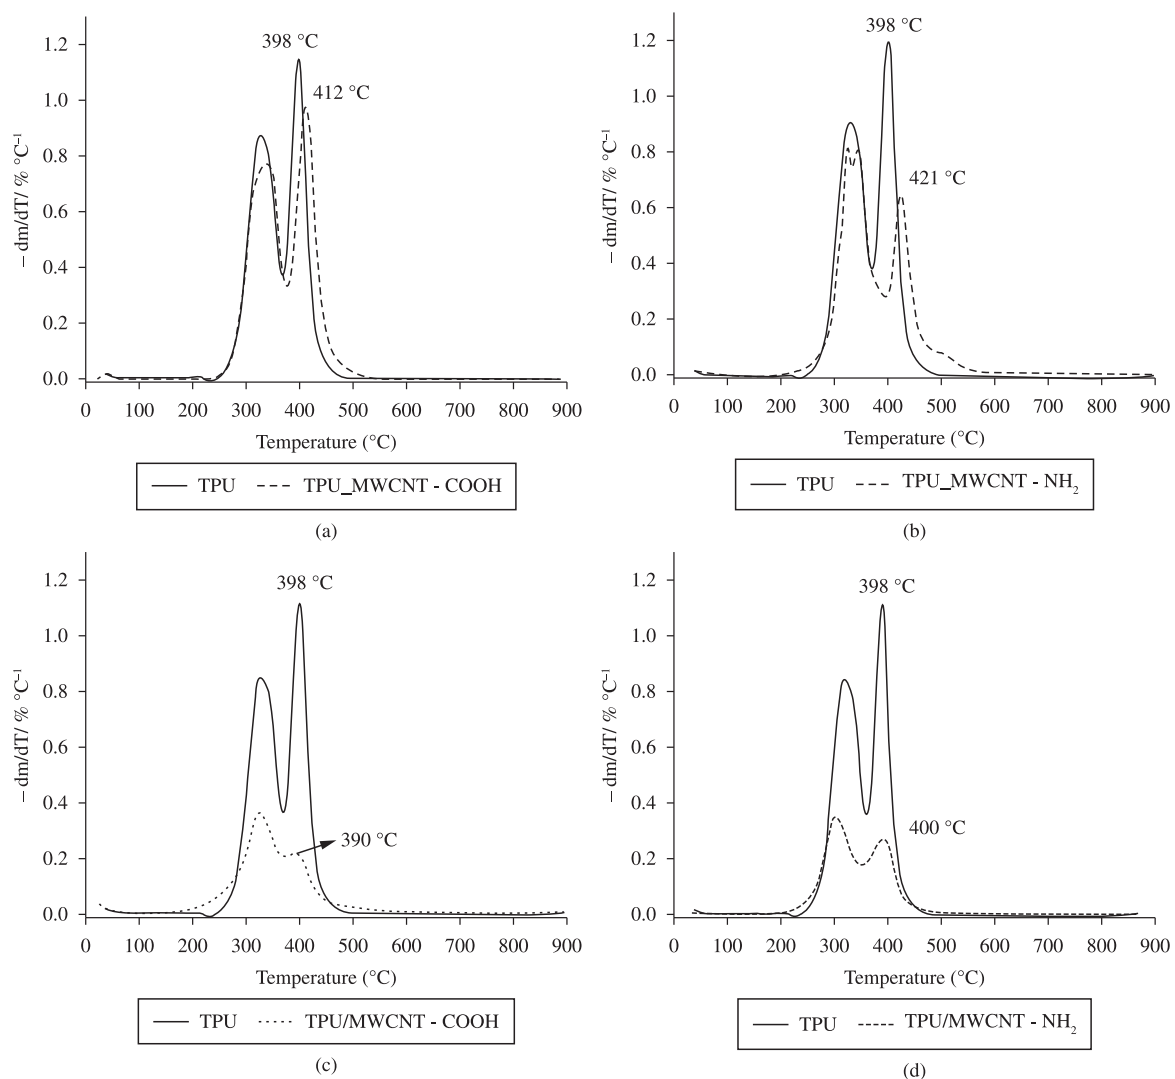 398 °C
412 °C
− dm/dT/ % °C⁻¹
1.2
1.0
0.8
0.6
0.4
0.2
0.0
0 100 200 300 400 500 600 700 800 900
Temperature (°C)
TPU TPU_MWCNT - COOH
(a)
398 °C
421 °C
− dm/dT/ % °C⁻¹
1.2
1.0
0.8
0.6
0.4
0.2
0.0
0 100 200 300 400 500 600 700 800 900
Temperature (°C)
TPU TPU_MWCNT - NH₂
(b)
398 °C
390 °C
− dm/dT/ % °C⁻¹
1.2
1.0
0.8
0.6
0.4
0.2
0.0
0 100 200 300 400 500 600 700 800 900
Temperature (°C)
TPU TPU/MWCNT - COOH
(c)
398 °C
400 °C
− dm/dT/ % °C⁻¹
1.2
1.0
0.8
0.6
0.4
0.2
0.0
0 100 200 300 400 500 600 700 800 900
Temperature (°C)
TPU TPU/MWCNT - NH₂
(d)